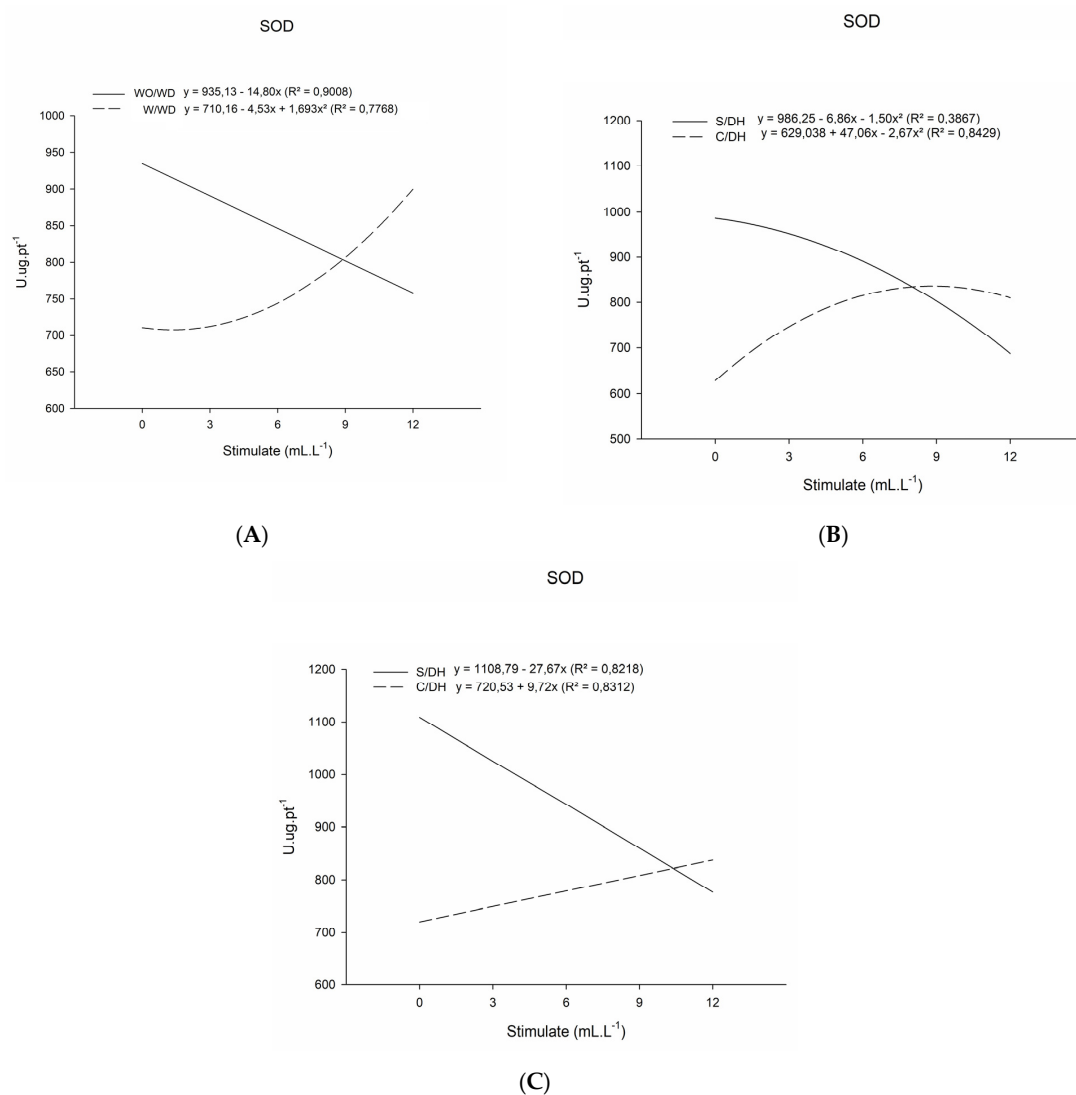 SOD
WO/WD y = 935,13 - 14,80x (R² = 0,9008)
W/WD y = 710,16 - 4,53x + 1,693x² (R² = 0,7768)
1000
950
900
850
800
750
700
650
600
U.ug.pt⁻¹
0 3 6 9 12
Stimulate (mL.L⁻¹)
(A)
SOD
S/DH y = 986,25 - 6,86x - 1,50x² (R² = 0,3867)
C/DH y = 629,038 + 47,06x - 2,67x² (R² = 0,8429)
1200
1100
1000
900
800
700
600
500
U.ug.pt⁻¹
0 3 6 9 12
Stimulate (mL.L⁻¹)
(B)
SOD
S/DH y = 1108,79 - 27,67x (R² = 0,8218)
C/DH y = 720,53 + 9,72x (R² = 0,8312)
1200
1100
1000
900
800
700
600
U.ug.pt⁻¹
0 3 6 9 12
Stimulate (mL.L⁻¹)
(C)